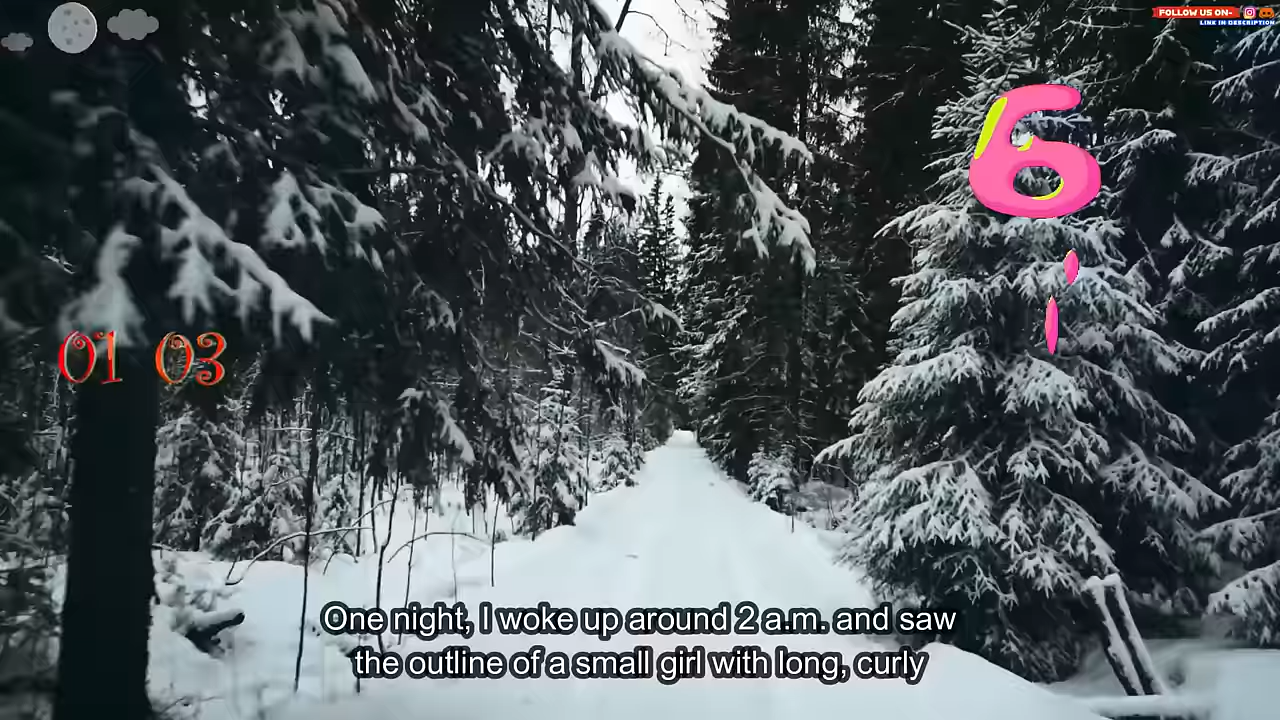 FOLLOW US ON-
LINK IN DESCRIPTION
6
01 03
One night, I woke up around 2 a.m. and saw
the outline of a small girl with long, curly